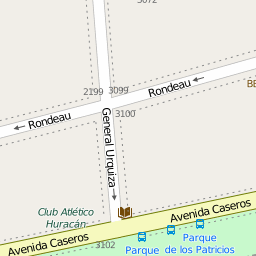 3072
2199
3099
← Rondeau
BE
← Rondeau
3100
General Urquiza →
Club Atlético
Huracán
Avenida Caseros
Avenida Caseros
3102
Parque
de los Patricios
Parque